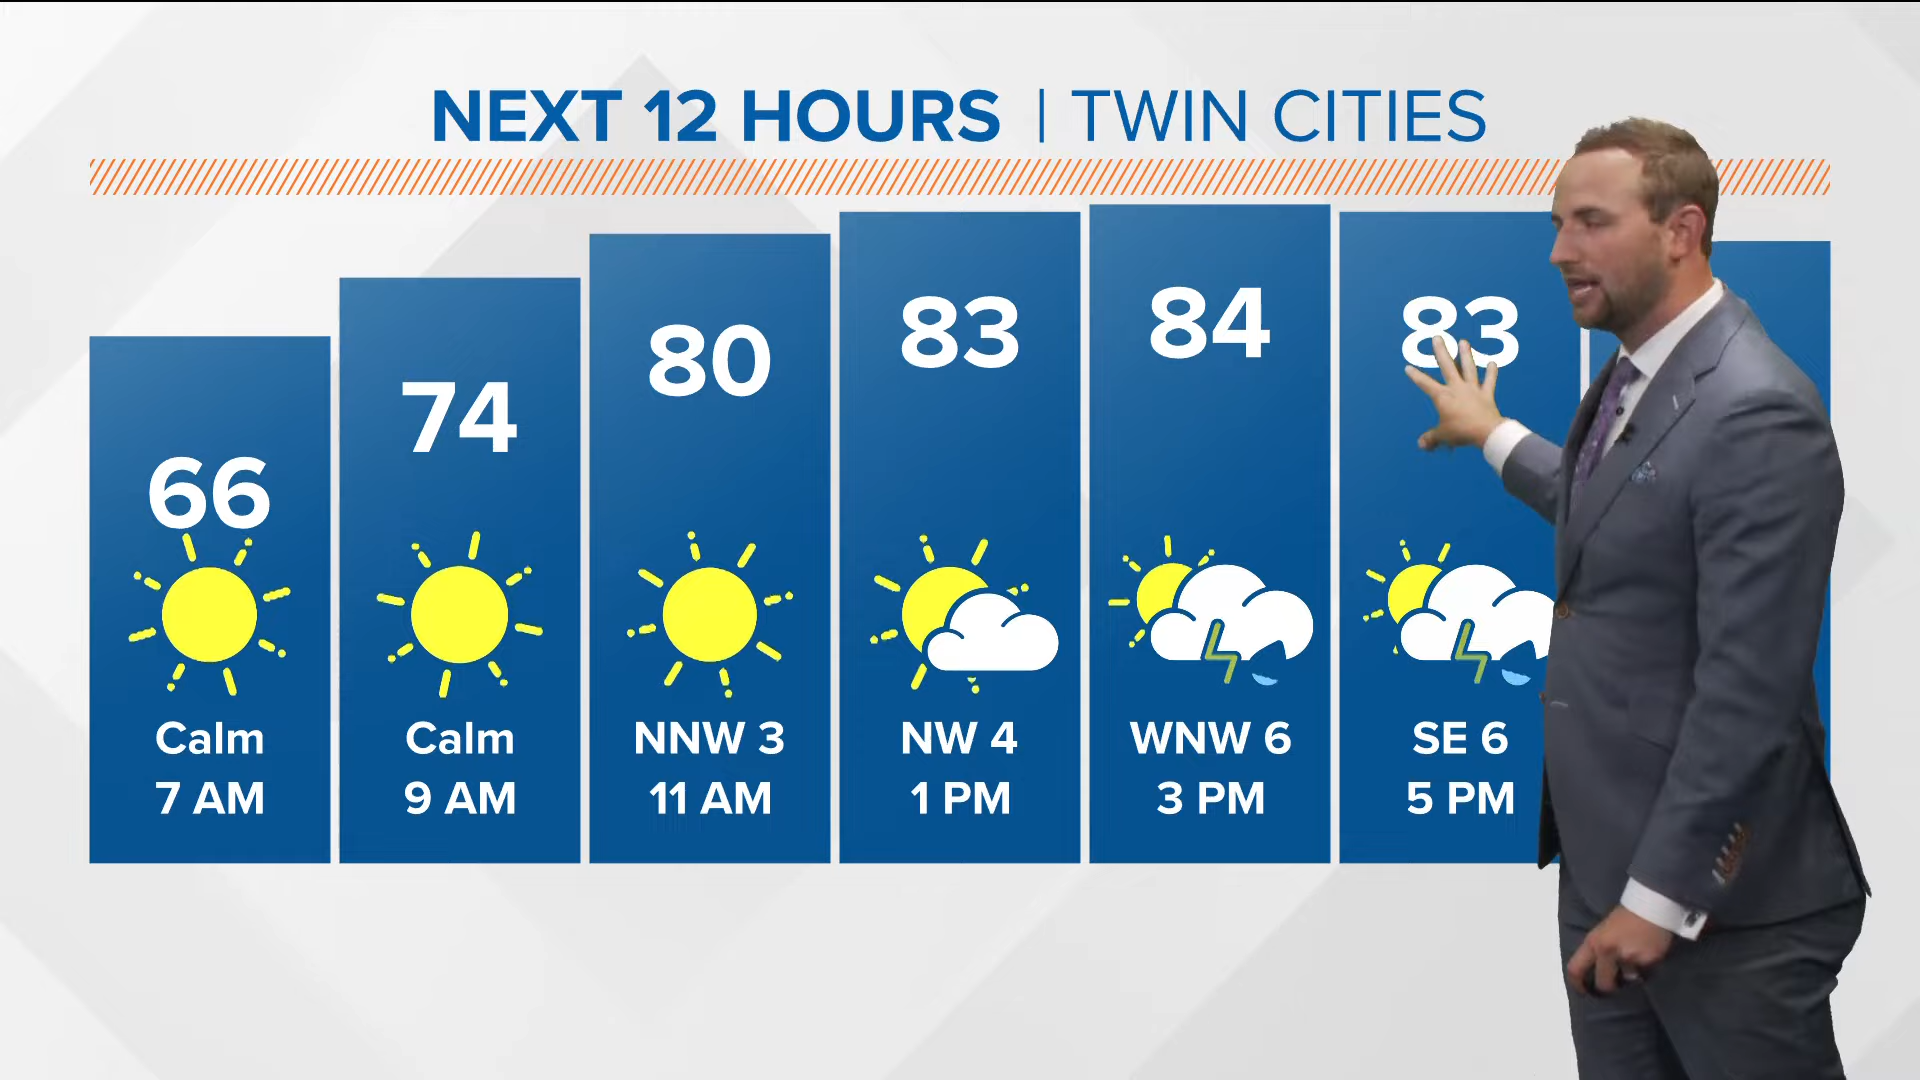 NEXT 12 HOURS | TWIN CITIES
66
Calm
7 AM
74
Calm
9 AM
80
NNW 3
11 AM
83
NW 4
1 PM
84
WNW 6
3 PM
83
SE 6
5 PM